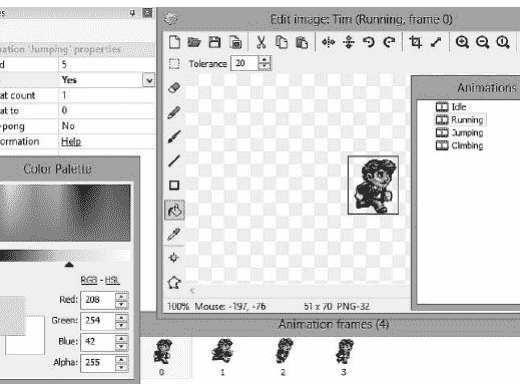 es
Edit image: Tim (Running, frame 0)
mation 'Jumping' properties
d 5
Yes
at count 1
at to 0
-pong No
formation Help
Tolerance 20
Animations
Idle
Running
Jumping
Climbing
Color Palette
RGB - HSL
Red: 208
Green: 254
Blue: 42
Alpha: 255
100% Mouse: -197, -76 51 x 70 PNG-32
Animation frames (4)
0 1 2 3